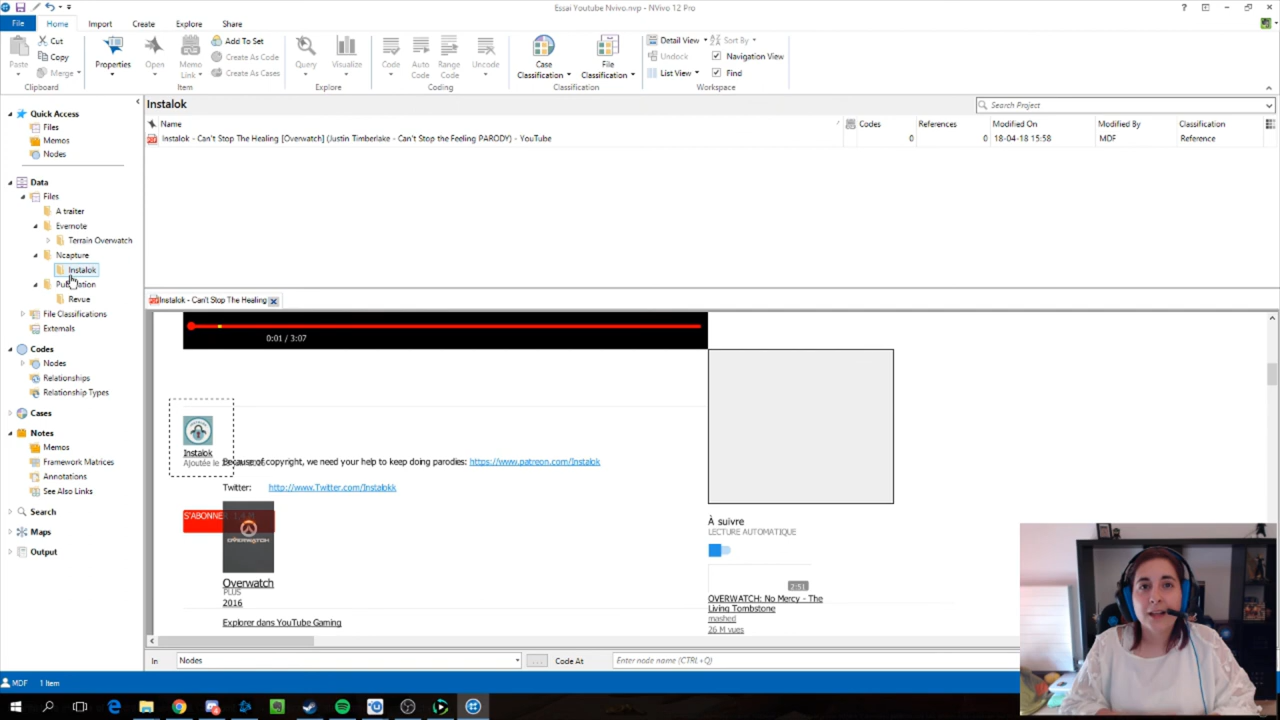 Essai Youtube Nvivo.nvp - NVivo 12 Pro
File Home Import Create Explore Share
Paste Cut Copy Merge Clipboard
Properties Open Memo Link Add To Set Create As Code Create As Cases Item
Query Visualize Explore
Code Auto Code Range Code Uncode Coding
Case Classification File Classification Classification
Detail View Sort By Undock Navigation View List View Find Workspace
Quick Access
Files
Memos
Nodes
Data
Files
A traiter
Evernote
Terrain Overwatch
Ncapture
Instalok
Revue
File Classifications
Externals
Codes
Nodes
Relationships
Relationship Types
Cases
Notes
Memos
Framework Matrices
Annotations
See Also Links
Search
Maps
Output
Instalok
Search Project
Name Codes References Modified On Modified By Classification
Instalok - Can't Stop The Healing [Overwatch] (Justin Timberlake - Can't Stop the Feeling PARODY) - YouTube 0 0 18-04-18 15:58 MDF Reference
Instalok - Can't Stop The Healing
0:01 / 3:07
Instalok
Ajoutée le
Because of copyright, we need your help to keep doing parodies: https://www.patreon.com/Instalok
Twitter: http://www.Twitter.com/Instalokk
S'ABONNER
OVERWATCH
Overwatch
PLUS
2016
Explorer dans YouTube Gaming
À suivre
LECTURE AUTOMATIQUE
2:51
OVERWATCH: No Mercy - The
Living Tombstone
mashed
26 M vues
In Nodes ... Code At Enter node name (CTRL+Q)
MDF 1 Item